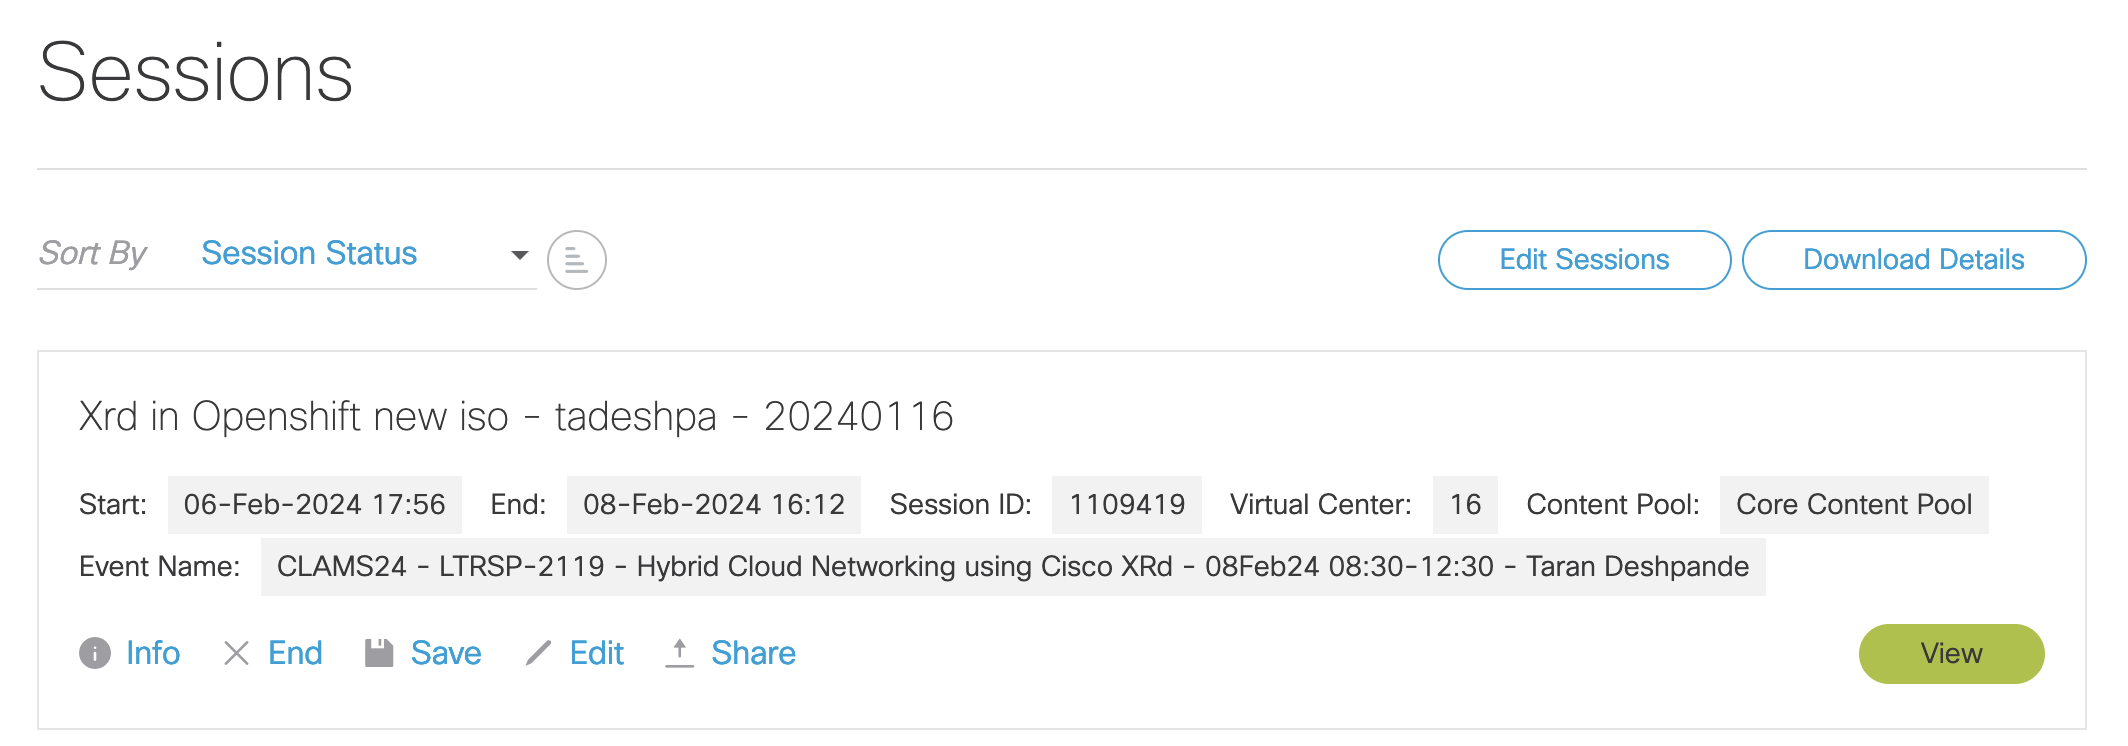 Sessions
Sort By Session Status
Edit Sessions Download Details
Xrd in Openshift new iso - tadeshpa - 20240116
Start: 06-Feb-2024 17:56 End: 08-Feb-2024 16:12 Session ID: 1109419 Virtual Center: 16 Content Pool: Core Content Pool
Event Name: CLAMS24 - LTRSP-2119 - Hybrid Cloud Networking using Cisco XRd - 08Feb24 08:30-12:30 - Taran Deshpande
Info End Save Edit Share View